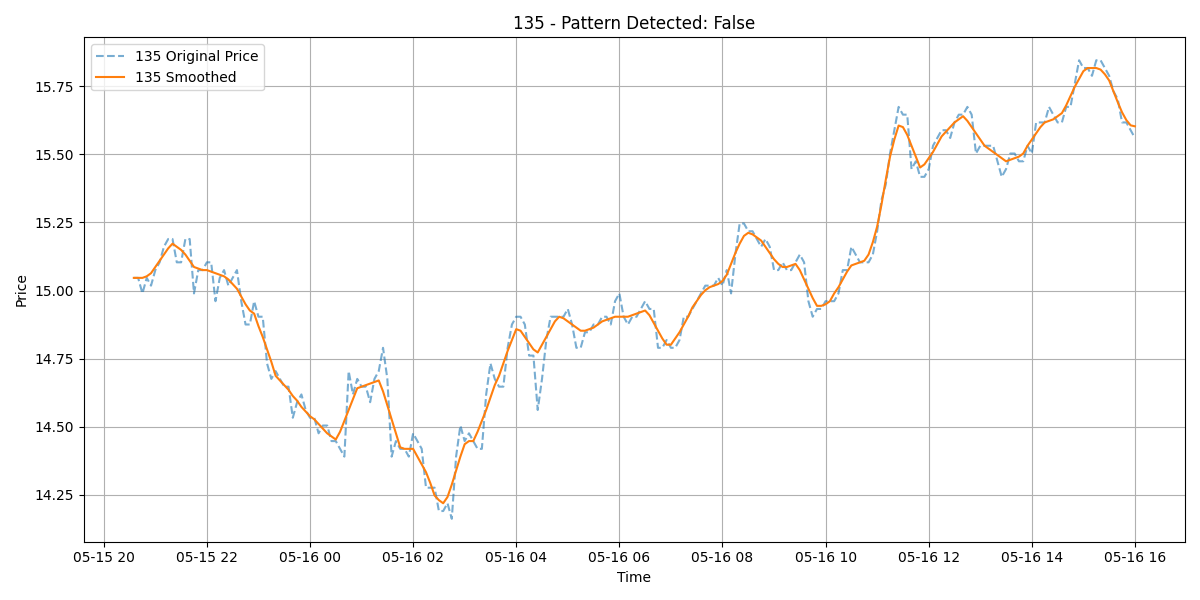 135 - Pattern Detected: False
135 Original Price
135 Smoothed
Price
15.75
15.50
15.25
15.00
14.75
14.50
14.25
05-15 20 05-15 22 05-16 00 05-16 02 05-16 04 05-16 06 05-16 08 05-16 10 05-16 12 05-16 14 05-16 16
Time